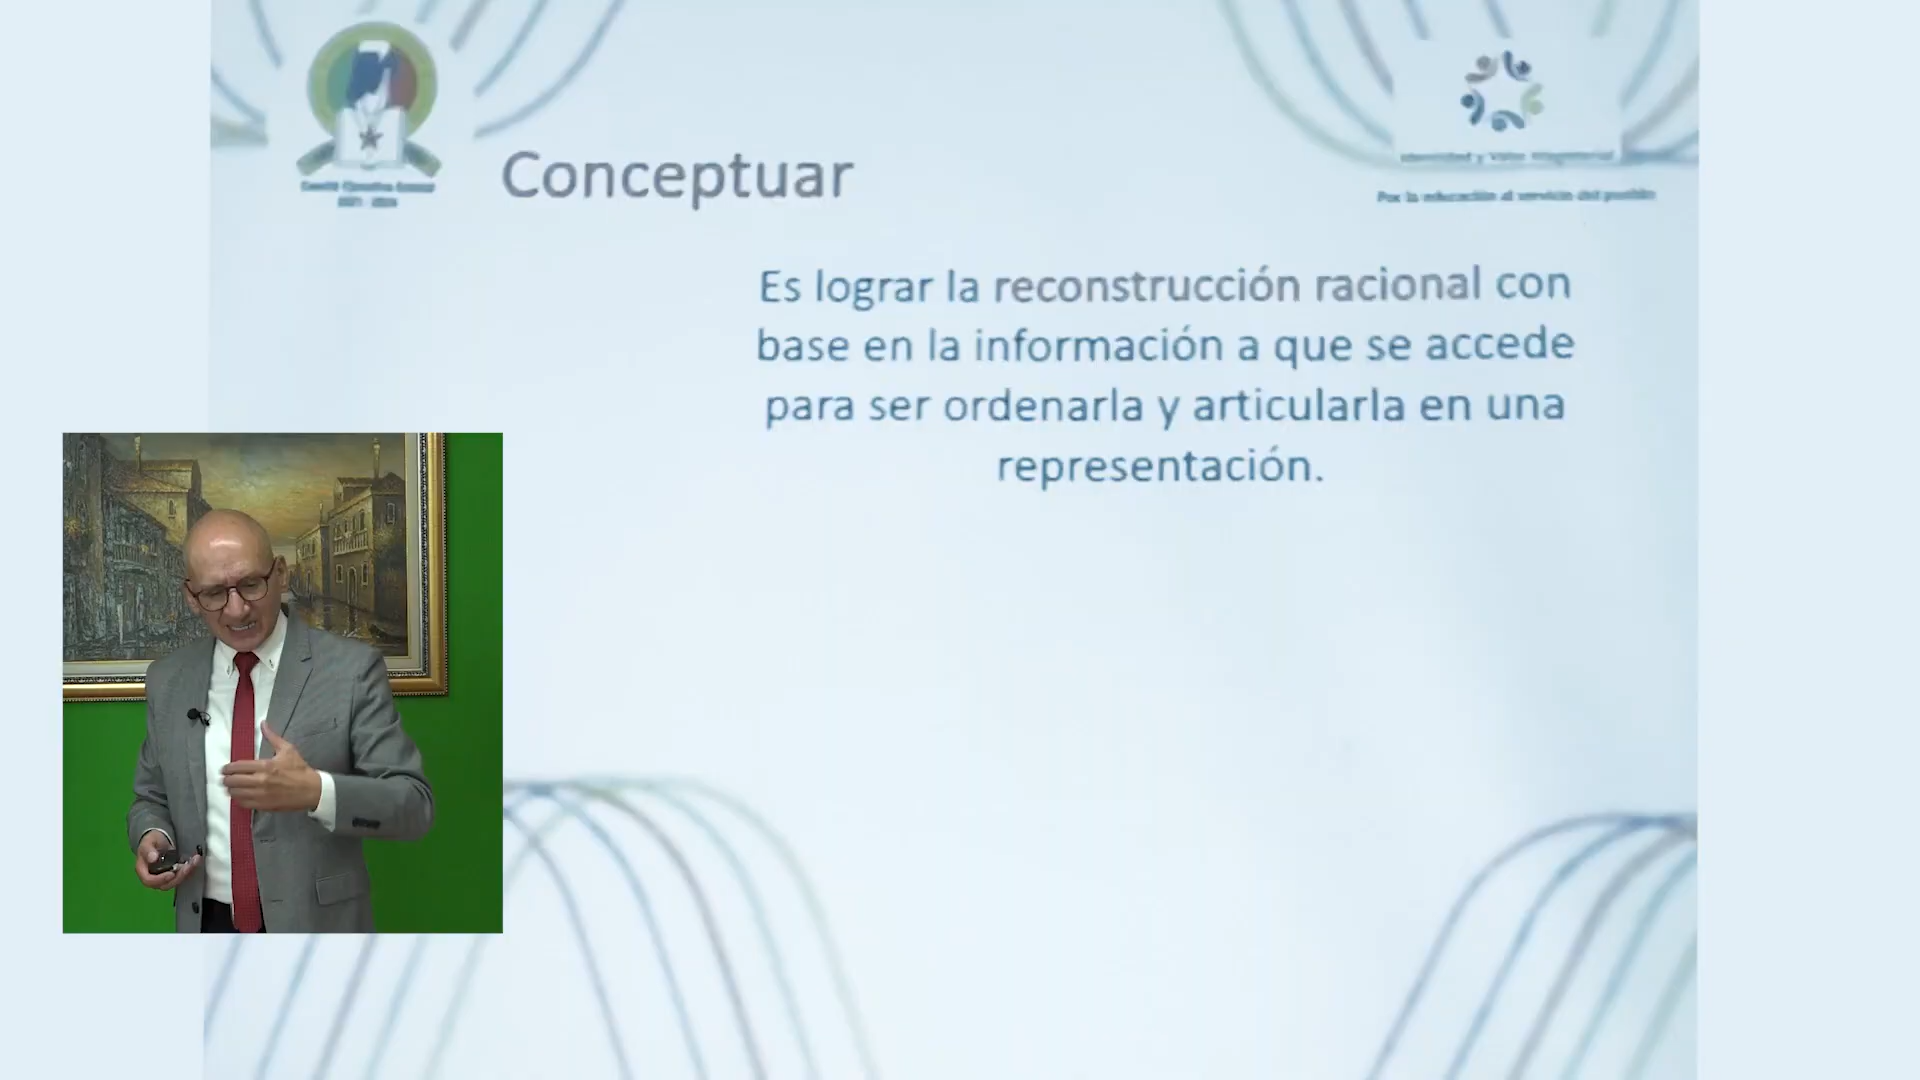 Conceptuar
Por la educación al servicio del pueblo
Es lograr la reconstrucción racional con
base en la información a que se accede
para ser ordenarla y articularla en una
representación.